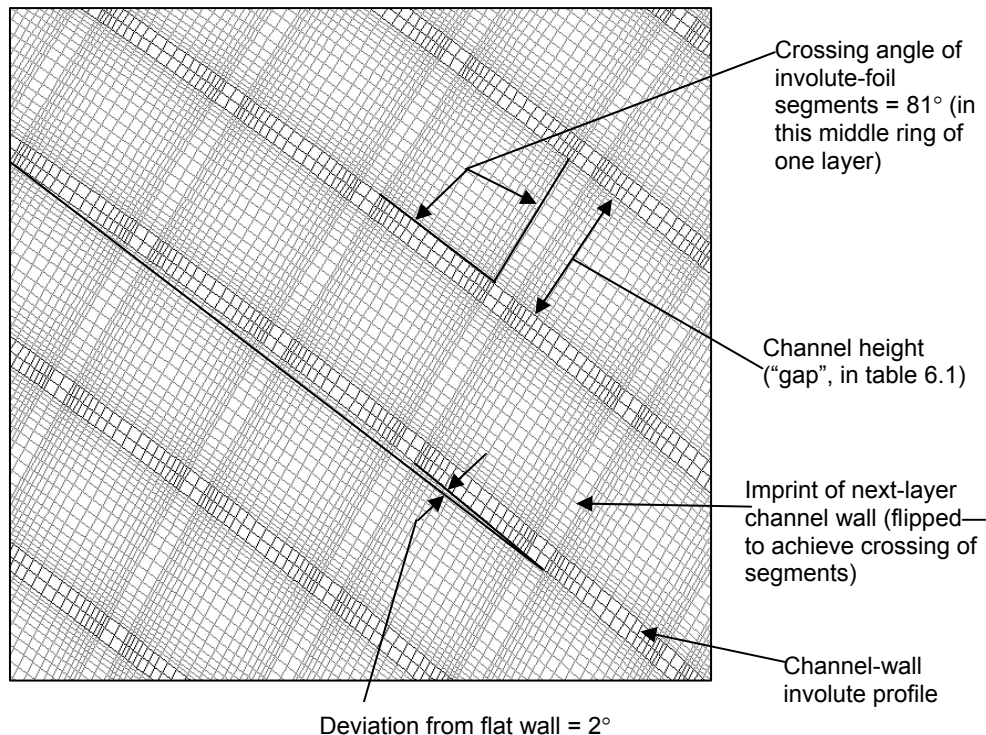 Crossing angle of
involute-foil
segments = 81° (in
this middle ring of
one layer)
Channel height
("gap", in table 6.1)
Imprint of next-layer
channel wall (flipped—
to achieve crossing of
segments)
Channel-wall
involute profile
Deviation from flat wall = 2°